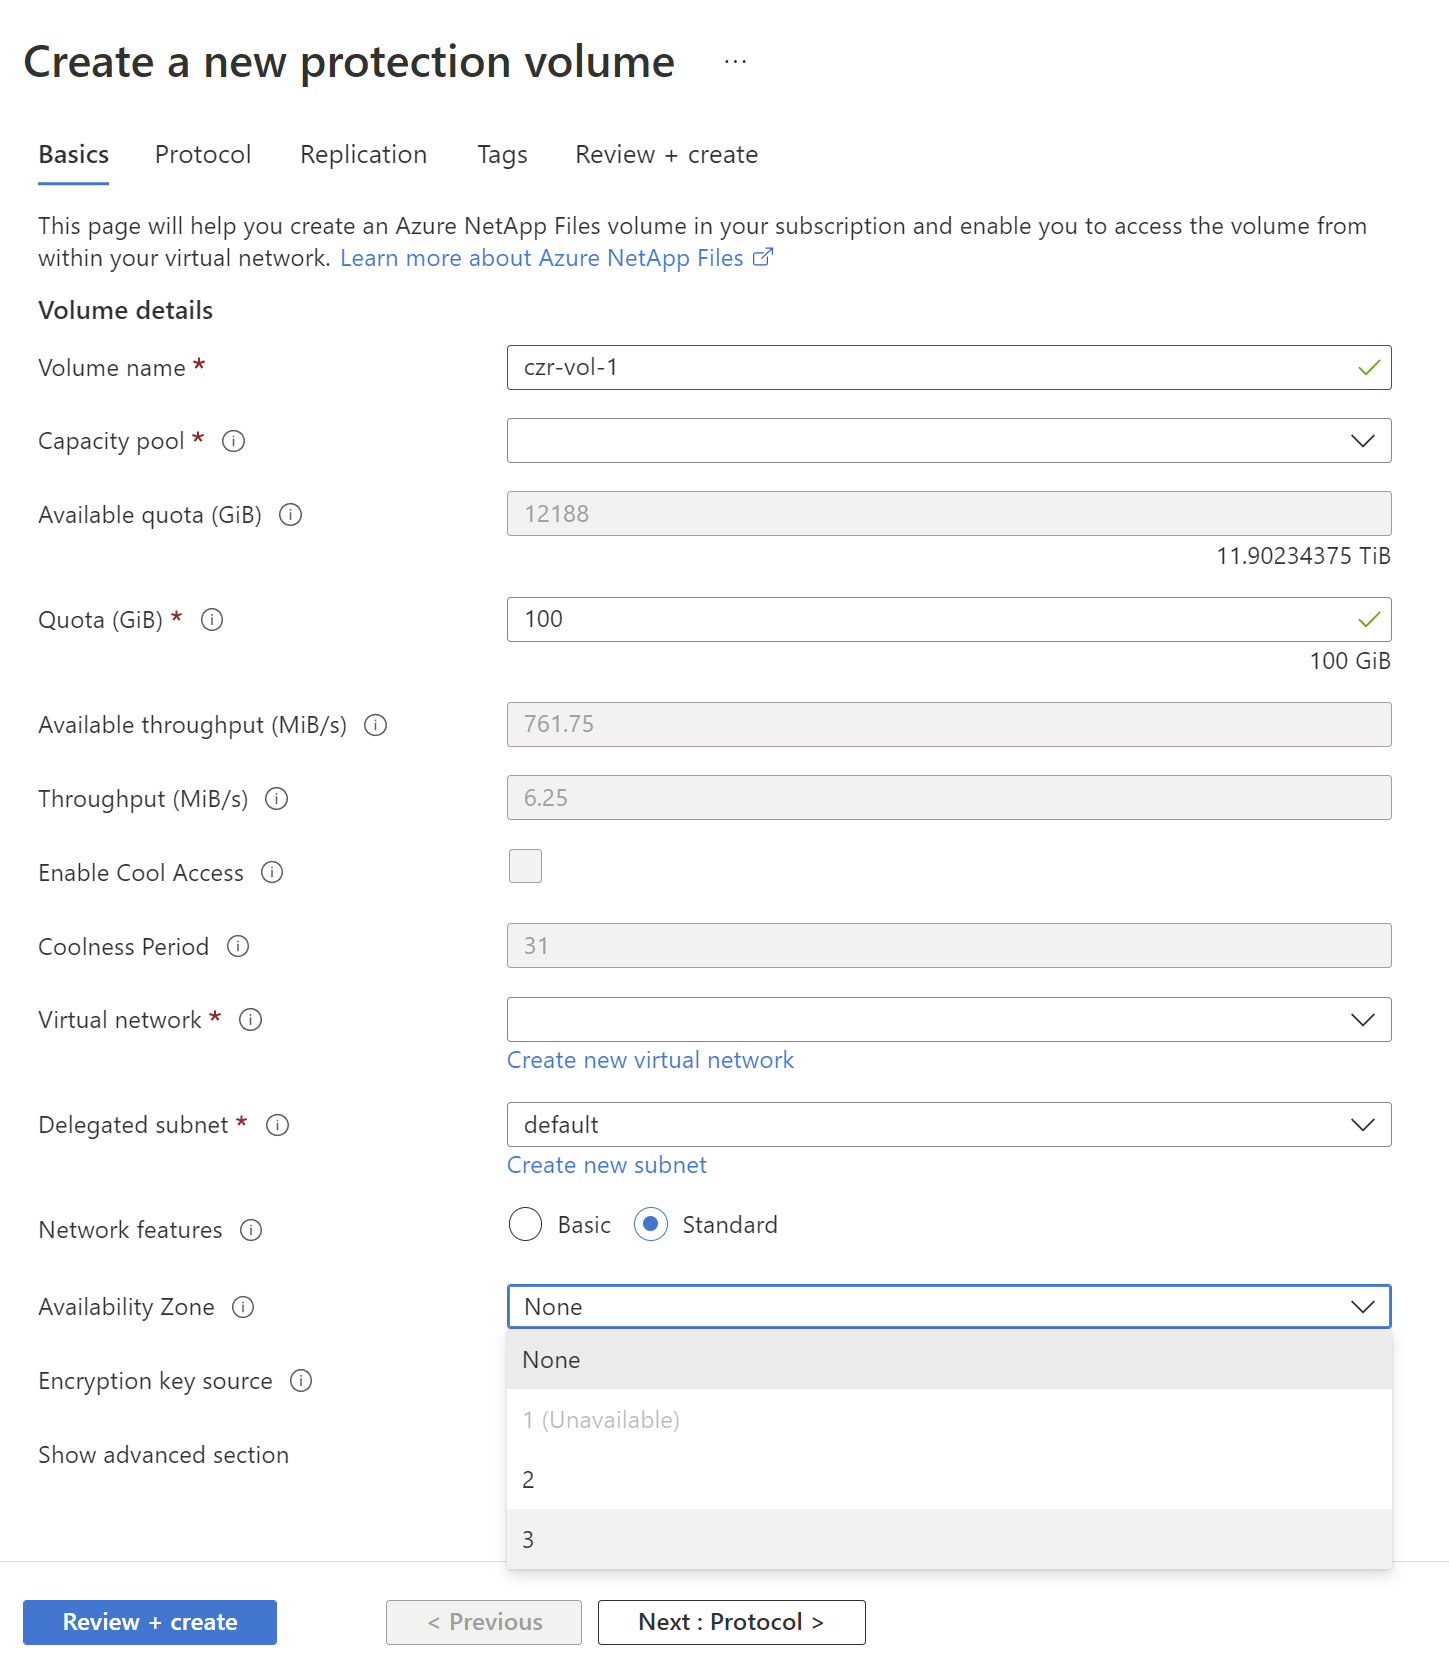 Create a new protection volume ...
Basics Protocol Replication Tags Review + create
This page will help you create an Azure NetApp Files volume in your subscription and enable you to access the volume from
within your virtual network. Learn more about Azure NetApp Files
Volume details
Volume name * czr-vol-1
Capacity pool *
Available quota (GiB) 12188
11.90234375 TiB
Quota (GiB) * 100
100 GiB
Available throughput (MiB/s) 761.75
Throughput (MiB/s) 6.25
Enable Cool Access
Coolness Period 31
Virtual network *
Create new virtual network
Delegated subnet * default
Create new subnet
Network features Basic Standard
Availability Zone None
None
Encryption key source
1 (Unavailable)
Show advanced section
2
3
Review + create < Previous Next : Protocol >